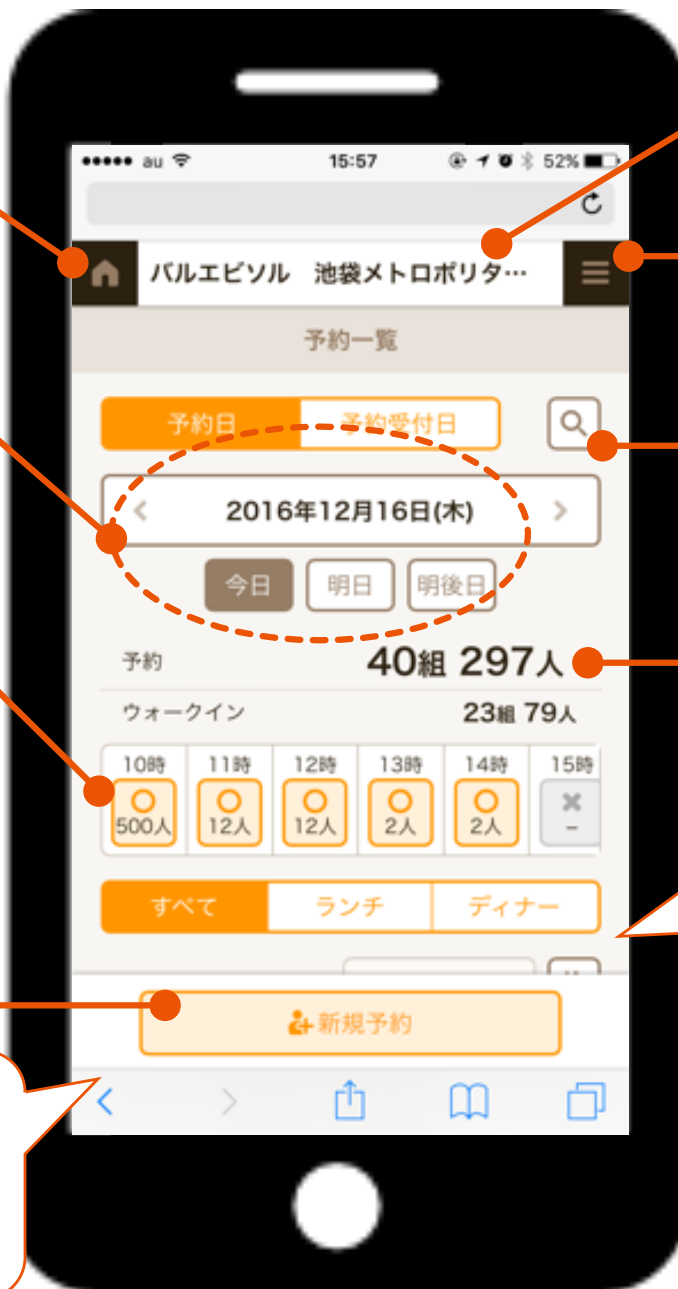 au 15:57 52%
バルエビソル 池袋メトロポリタ…
予約一覧
予約日 予約受付日
2016年12月16日(木)
今日 明日 明後日
予約 40組 297人
ウォークイン 23組 79人
10時 11時 12時 13時 14時 15時
500人 12人 12人 2人 2人 –
すべて ランチ ディナー
新規予約